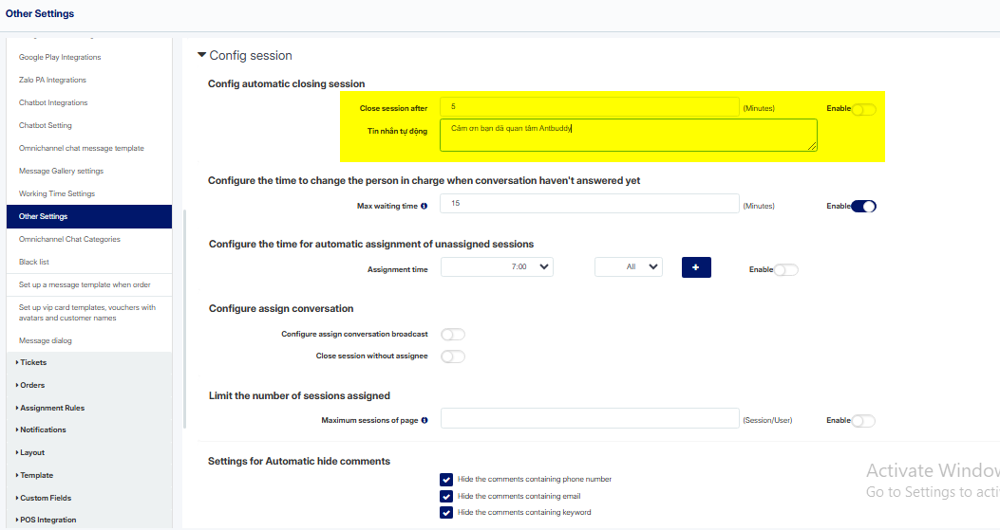 Other Settings
Google Play Integrations
Zalo PA Integrations
Chatbot Integrations
Chatbot Setting
Omnichannel chat message template
Message Gallery settings
Working Time Settings
Other Settings
Omnichannel Chat Categories
Black list
Set up a message template when order
Set up vip card templates, vouchers with
avatars and customer names
Message dialog
Tickets
Orders
Assignment Rules
Notifications
Layout
Template
Custom Fields
POS Integration
Config session
Config automatic closing session
Close session after 5 (Minutes) Enable
Tin nhắn tự động Cảm ơn bạn đã quan tâm Antbuddy
Configure the time to change the person in charge when conversation haven't answered yet
Max waiting time 15 (Minutes) Enable
Configure the time for automatic assignment of unassigned sessions
Assignment time 7:00 All + Enable
Configure assign conversation
Configure assign conversation broadcast
Close session without assignee
Limit the number of sessions assigned
Maximum sessions of page (Session/User) Enable
Settings for Automatic hide comments
Hide the comments containing phone number
Hide the comments containing email
Hide the comments containing keyword
Activate Window
Go to Settings to acti